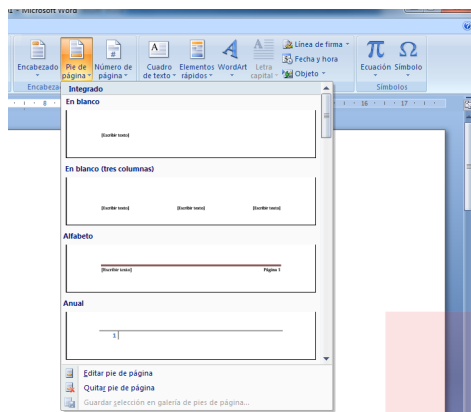 Microsoft Word
Encabezado Pie de página Número de página Cuadro de texto Elementos rápidos WordArt Letra capital Línea de firma Fecha y hora Objeto Ecuación Símbolo
Símbolos
Integrado
16 17
En blanco
[Escribir texto]
En blanco (tres columnas)
[Escribir texto] [Escribir texto] [Escribir texto]
Alfabeto
[Escribir texto] Página 1
Anual
1
Editar pie de página
Quitar pie de página
Guardar selección en galería de pies de página...